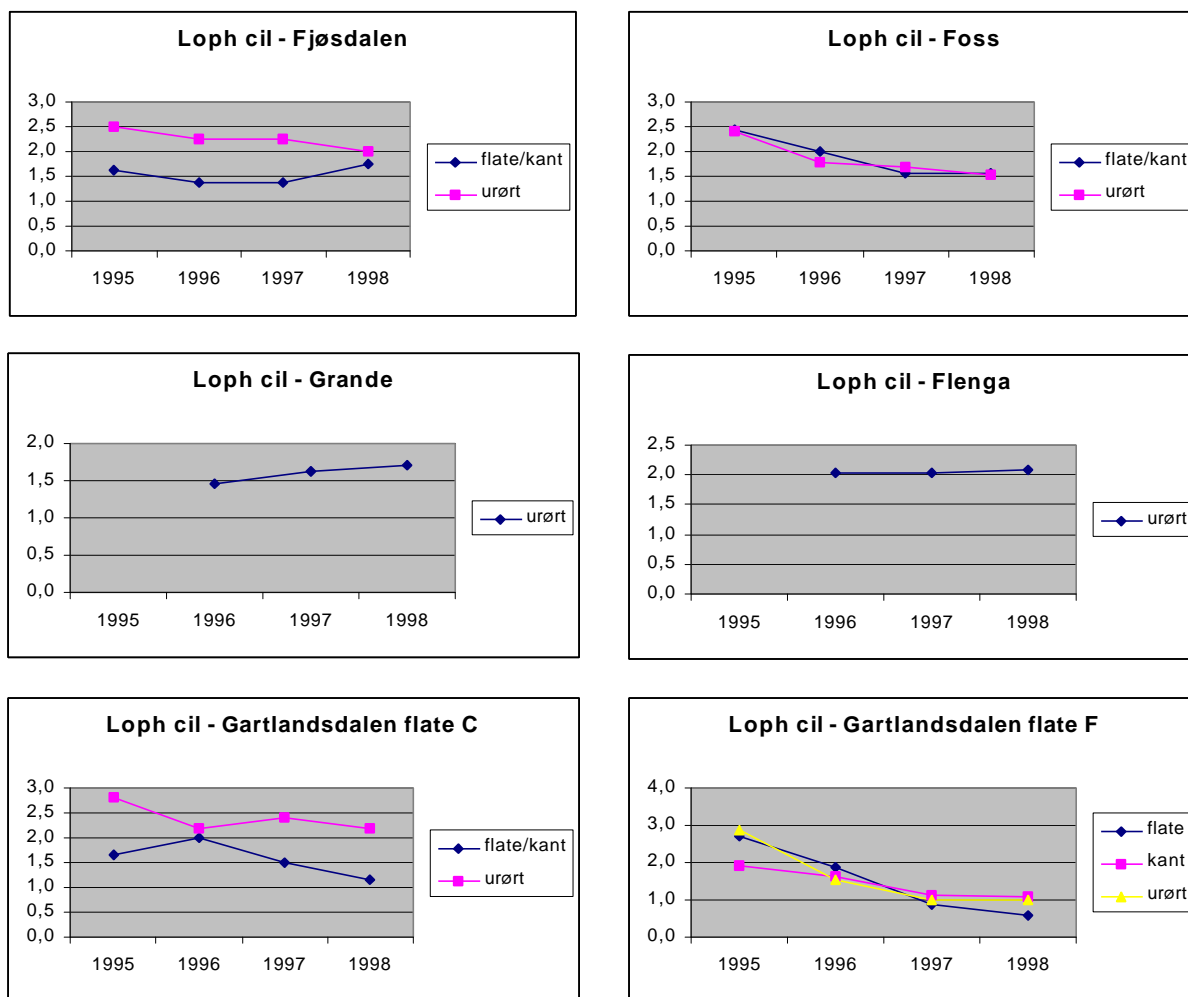 Loph cil - Fjøsdalen
3,0
2,5
2,0
1,5
1,0
0,5
0,0
1995 1996 1997 1998
flate/kant
urørt
Loph cil - Foss
3,0
2,5
2,0
1,5
1,0
0,5
0,0
1995 1996 1997 1998
flate/kant
urørt
Loph cil - Grande
2,0
1,5
1,0
0,5
0,0
1995 1996 1997 1998
urørt
Loph cil - Flenga
2,5
2,0
1,5
1,0
0,5
0,0
1995 1996 1997 1998
urørt
Loph cil - Gartlandsdalen flate C
3,0
2,5
2,0
1,5
1,0
0,5
0,0
1995 1996 1997 1998
flate/kant
urørt
Loph cil - Gartlandsdalen flate F
4,0
3,0
2,0
1,0
0,0
1995 1996 1997 1998
flate
kant
urørt